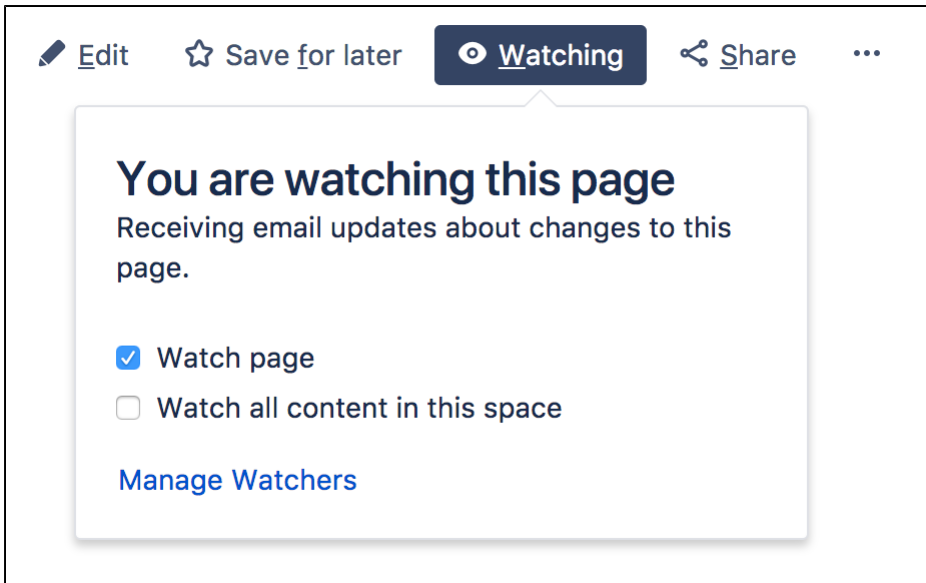 Edit Save for later Watching Share
You are watching this page
Receiving email updates about changes to this
page.
Watch page
Watch all content in this space
Manage Watchers